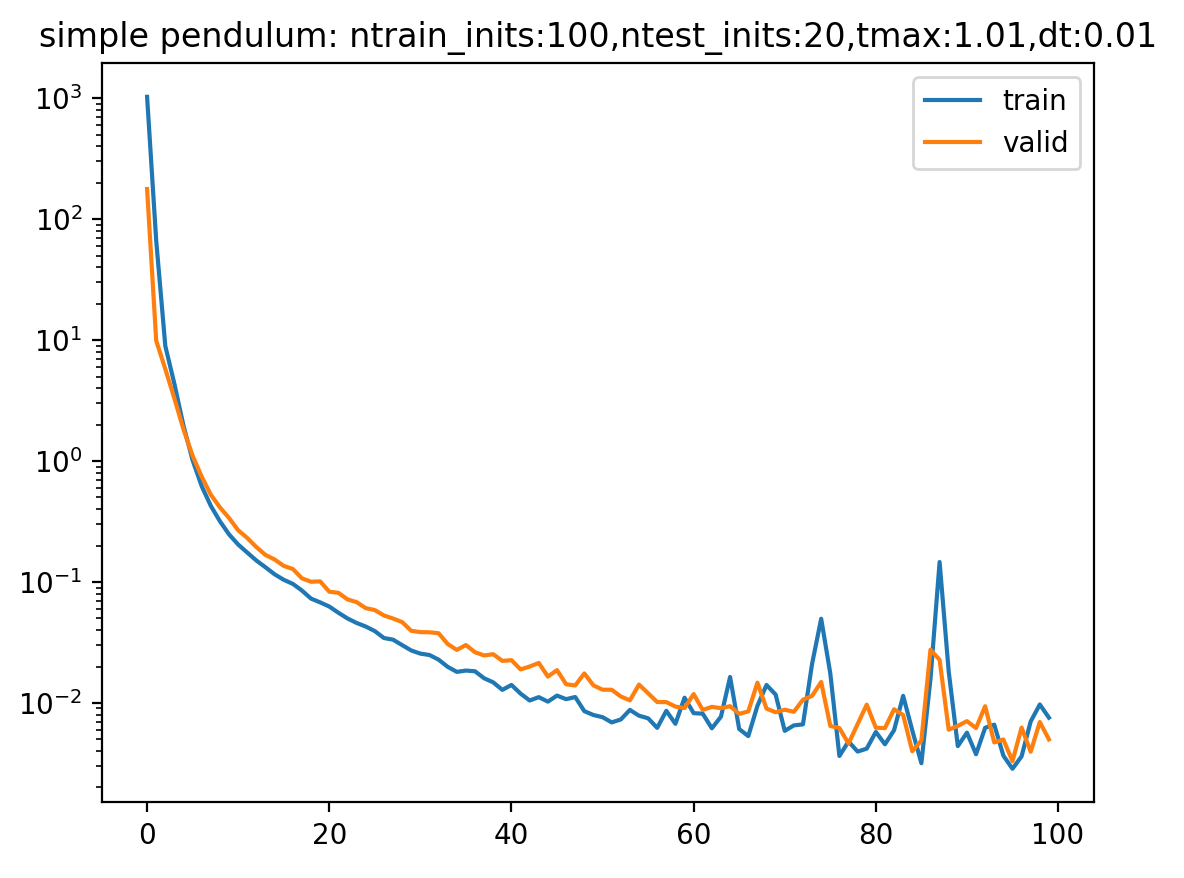 simple pendulum: ntrain_inits:100,ntest_inits:20,tmax:1.01,dt:0.01
train
valid
10³
10²
10¹
10⁰
10⁻¹
10⁻²
0 20 40 60 80 100